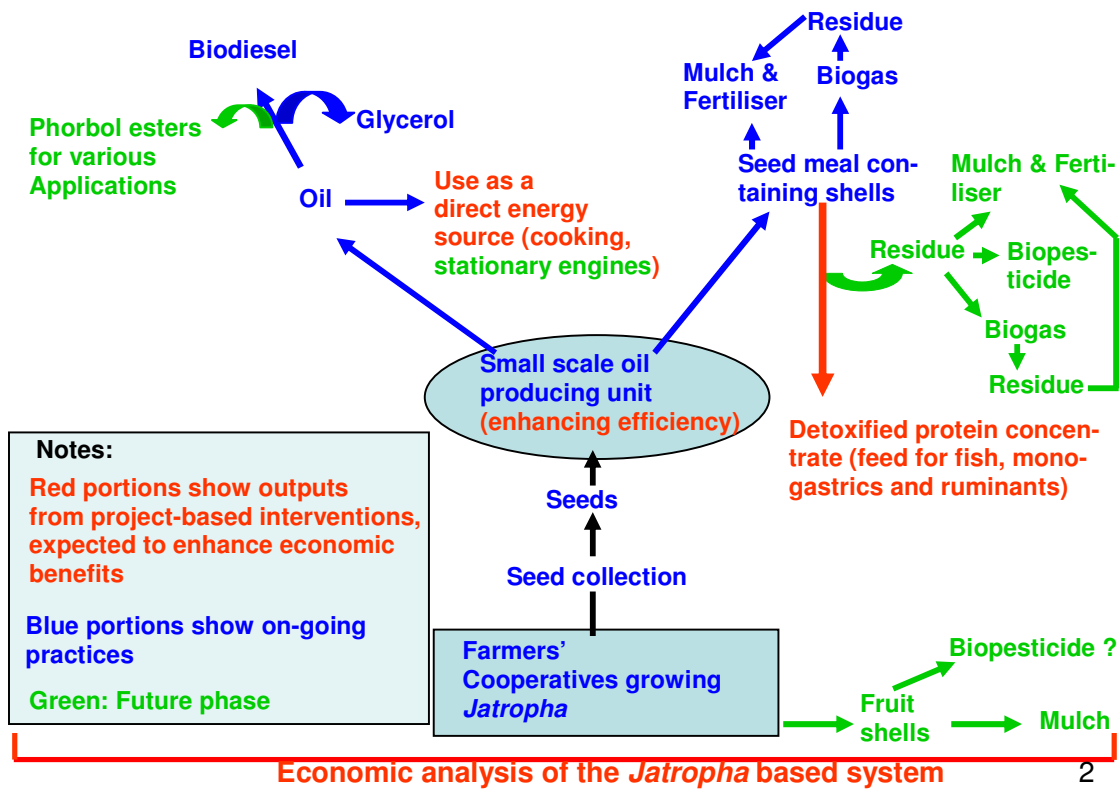 Biodiesel
Phorbol esters
for various
Applications
Glycerol
Oil
Use as a
direct energy
source (cooking,
stationary engines)
Residue
Mulch &
Fertiliser
Biogas
Seed meal con-
taining shells
Mulch & Ferti-
liser
Residue
Biopes-
ticide
Biogas
Residue
Small scale oil
producing unit
(enhancing efficiency)
Detoxified protein concen-
trate (feed for fish, mono-
gastrics and ruminants)
Seeds
Seed collection
Farmers’
Cooperatives growing
Jatropha
Notes:
Red portions show outputs
from project-based interventions,
expected to enhance economic
benefits
Blue portions show on-going
practices
Green: Future phase
Biopesticide ?
Fruit
shells
Mulch
Economic analysis of the Jatropha based system
2